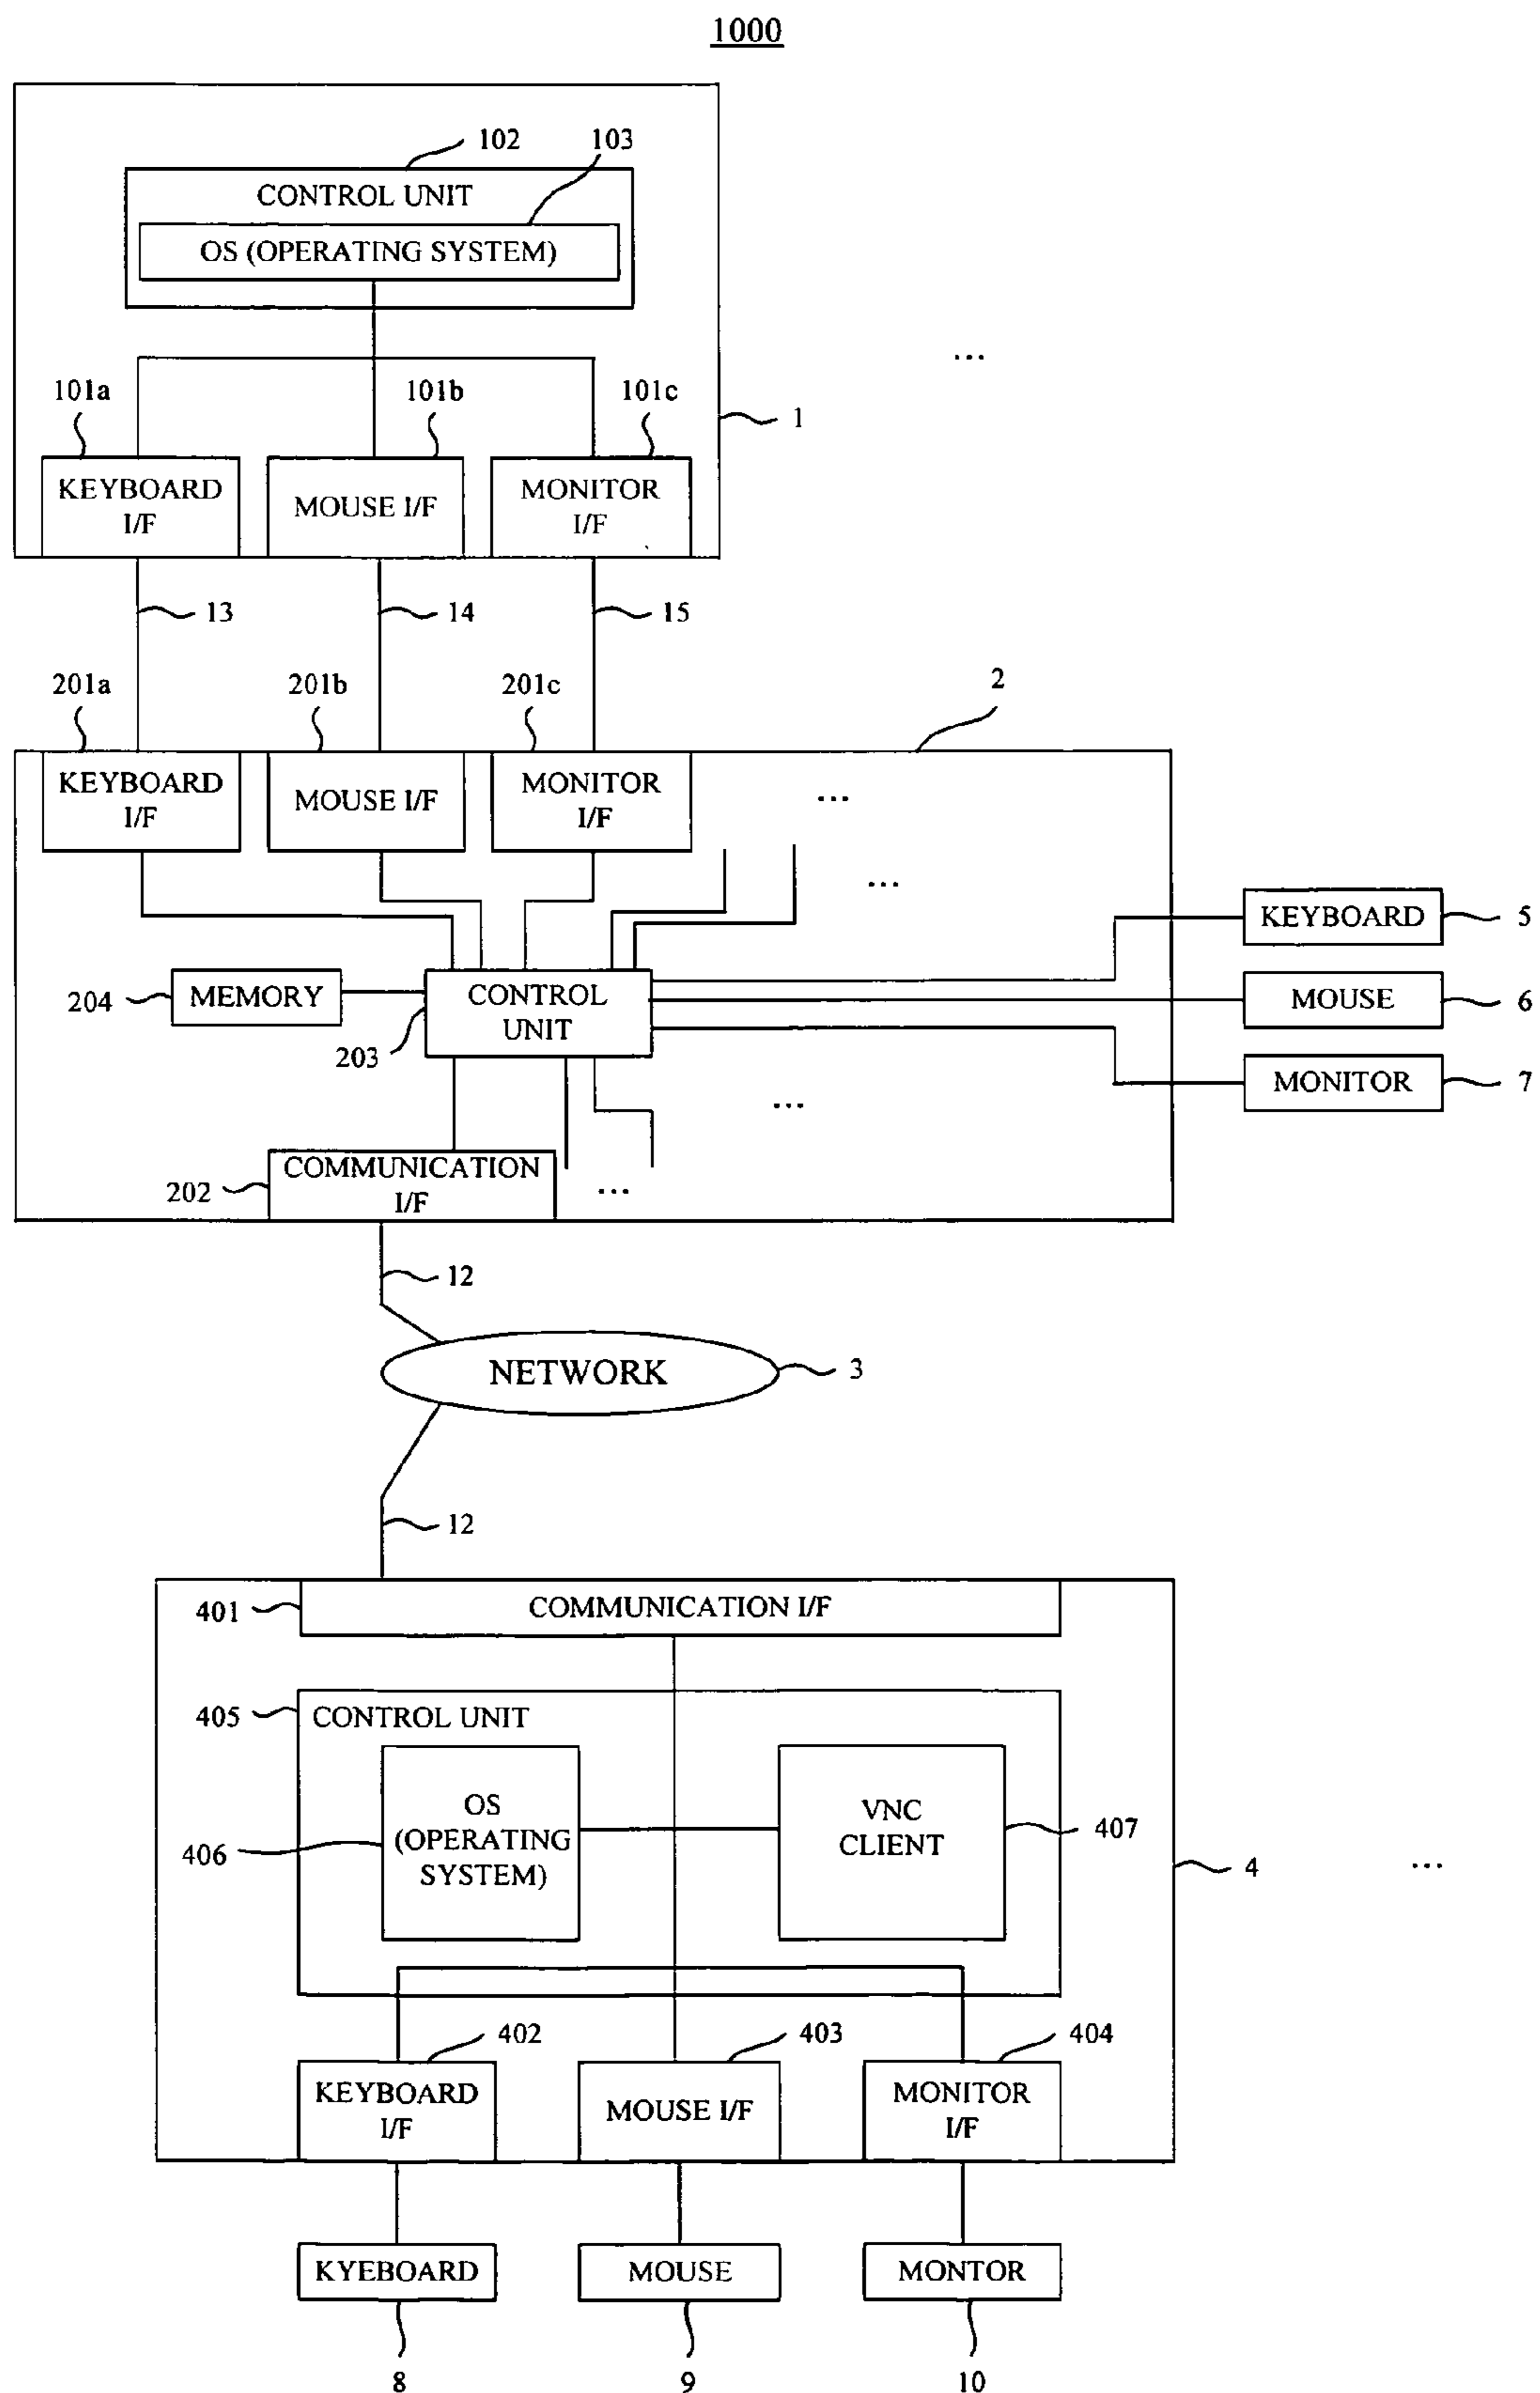 1000
102
103
CONTROL UNIT
OS (OPERATING SYSTEM)
...
101a
101b
101c
1
KEYBOARD
I/F
MOUSE I/F
MONITOR
I/F
13
14
15
201a
201b
201c
2
KEYBOARD
I/F
MOUSE I/F
MONITOR
I/F
...
...
KEYBOARD
5
204
MEMORY
CONTROL
UNIT
MOUSE
6
203
MONITOR
7
...
202
COMMUNICATION
I/F
...
12
NETWORK
3
12
401
COMMUNICATION I/F
405
CONTROL UNIT
OS
(OPERATING
SYSTEM)
406
VNC
CLIENT
407
4
...
402
403
404
KEYBOARD
I/F
MOUSE I/F
MONITOR
I/F
KYEBOARD
MOUSE
MONTOR
8
9
10